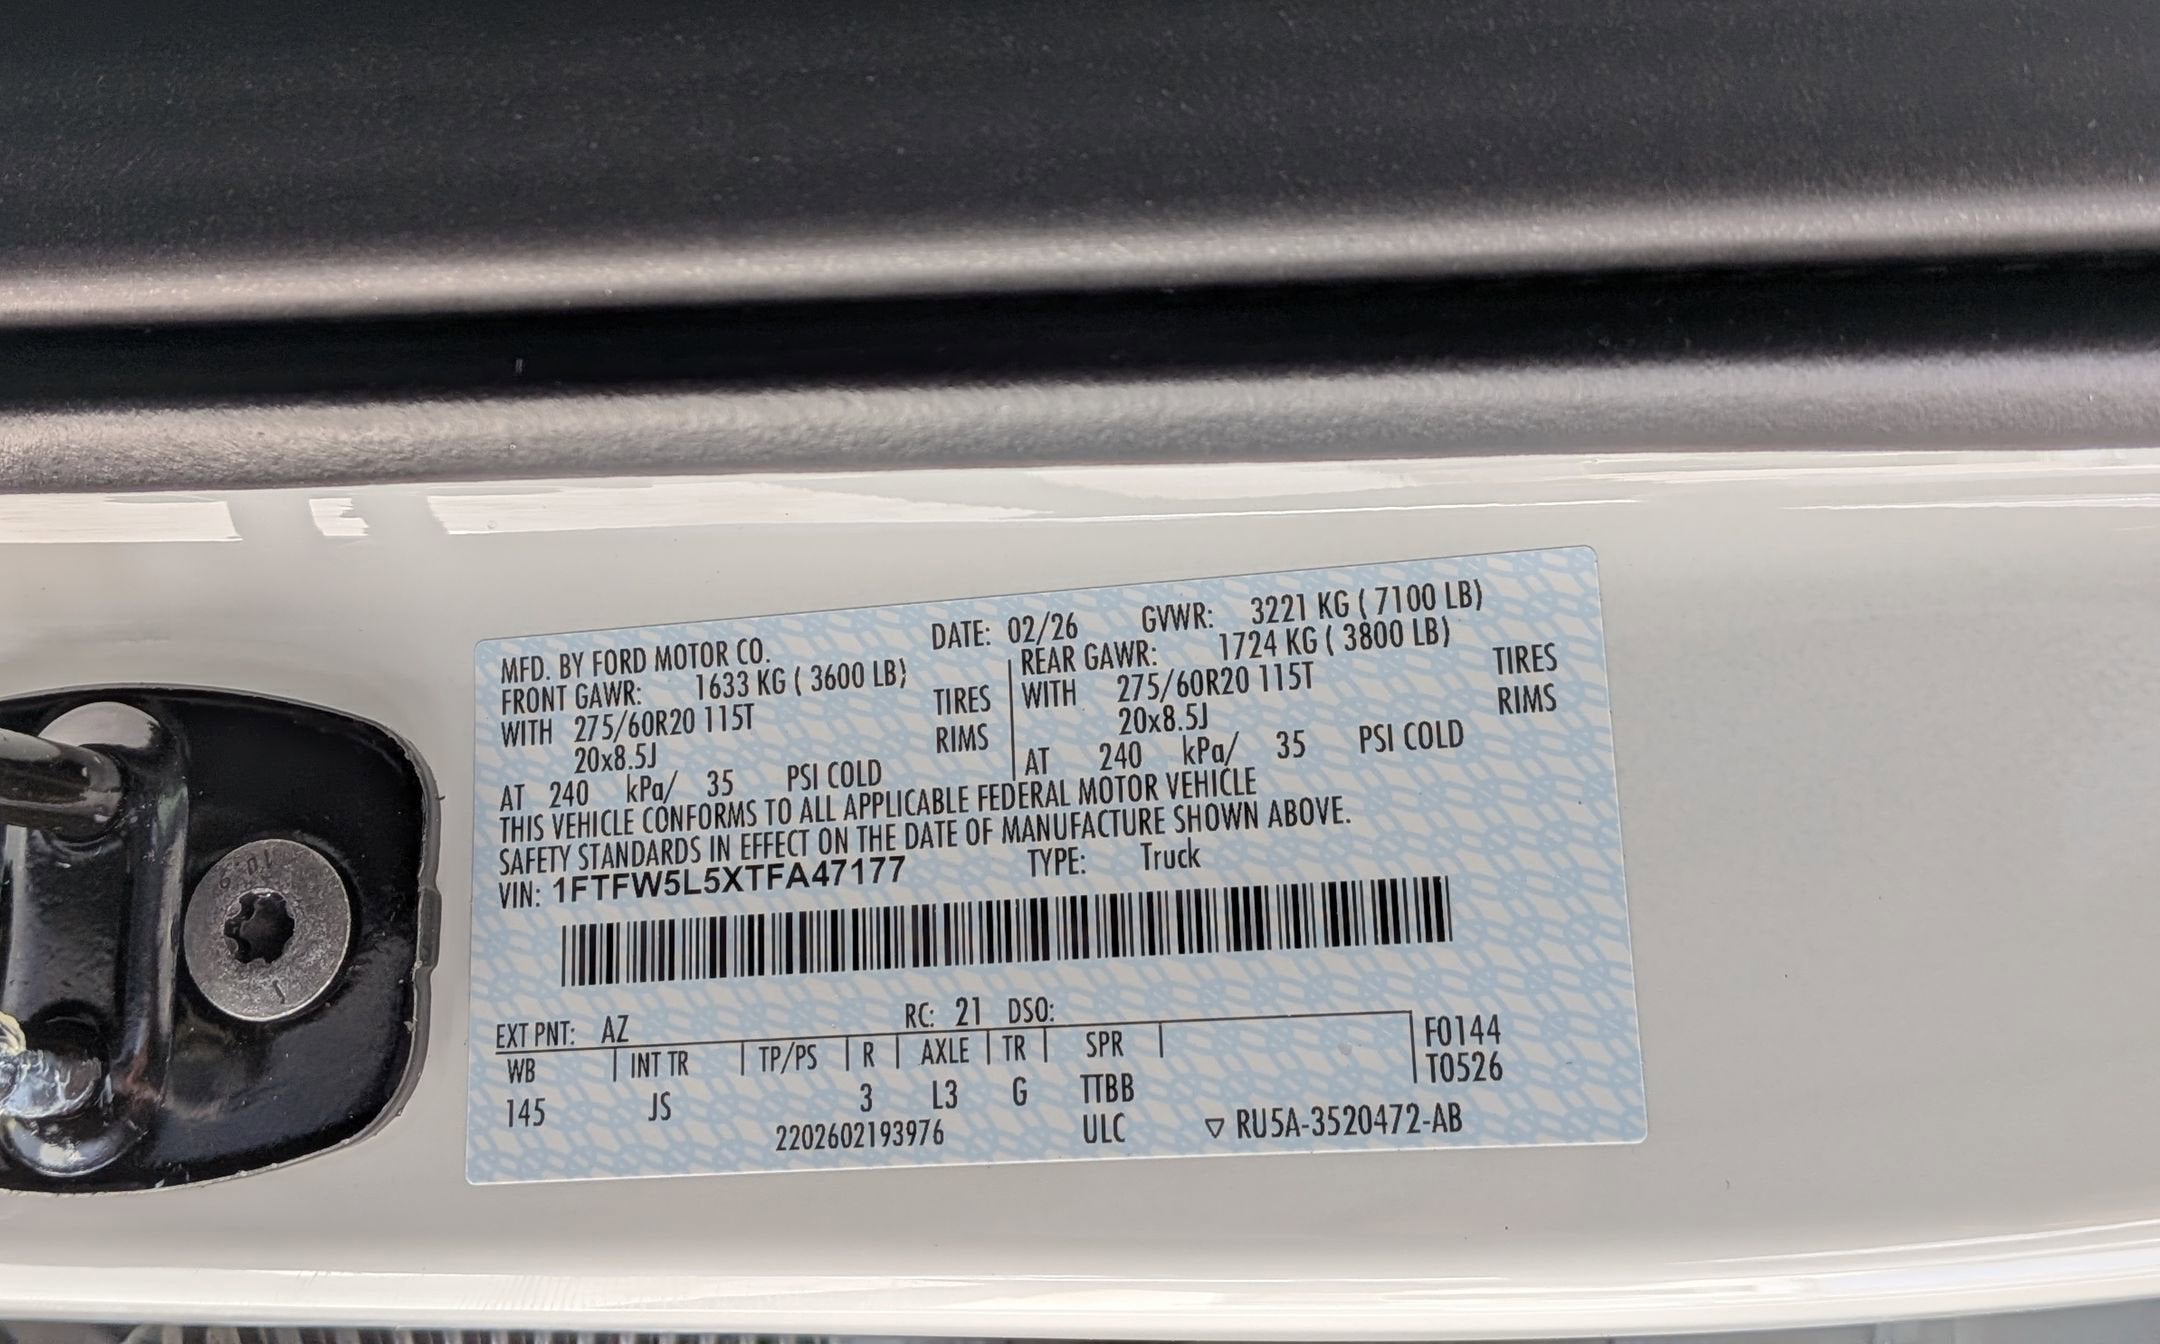 MFD. BY FORD MOTOR CO. DATE: 02/26 GVWR: 3221 KG ( 7100 LB)
FRONT GAWR: 1633 KG ( 3600 LB) REAR GAWR: 1724 KG ( 3800 LB)
WITH 275/60R20 115T TIRES WITH 275/60R20 115T TIRES
20x8.5J RIMS 20x8.5J RIMS
AT 240 kPa/ 35 PSI COLD AT 240 kPa/ 35 PSI COLD
THIS VEHICLE CONFORMS TO ALL APPLICABLE FEDERAL MOTOR VEHICLE
SAFETY STANDARDS IN EFFECT ON THE DATE OF MANUFACTURE SHOWN ABOVE.
VIN: 1FTFW5L5XTFA47177 TYPE: Truck
EXT PNT: AZ RC: 21 DSO:
WB INT TR TP/PS R AXLE TR SPR F0144
145 JS 3 L3 G TTBB T0526
2202602193976 ULC ▽ RU5A-3520472-AB